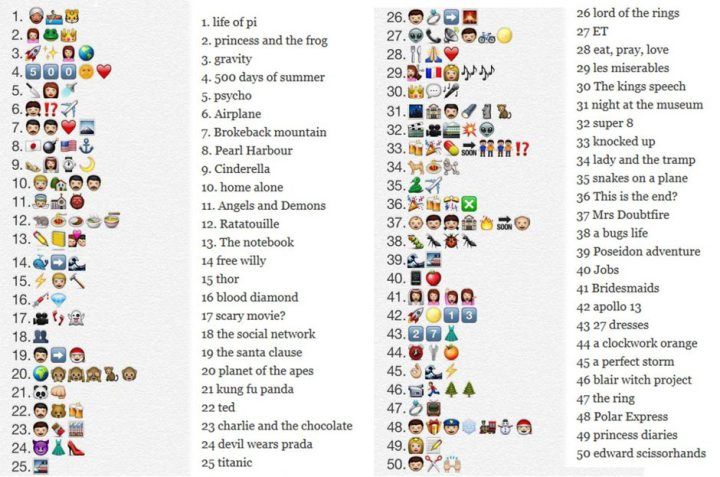 1.
2.
3.
4. 5 0 0
5.
6. !?
7.
8.
9.
10.
11.
12.
13.
14.
15.
16.
17.
18.
19.
20.
21.
22.
23.
24.
25.
1. life of pi
2. princess and the frog
3. gravity
4. 500 days of summer
5. psycho
6. Airplane
7. Brokeback mountain
8. Pearl Harbour
9. Cinderella
10. home alone
11. Angels and Demons
12. Ratatouille
13. The notebook
14 free willy
15 thor
16 blood diamond
17 scary movie?
18 the social network
19 the santa clause
20 planet of the apes
21 kung fu panda
22 ted
23 charlie and the chocolate
24 devil wears prada
25 titanic
26.
27.
28.
29.
30.
31.
32.
33. SOON !?
34.
35.
36.
37. SOON
38.
39.
40.
41.
42. 1 3
43. 2 7
44.
45.
46.
47.
48.
49.
50.
26 lord of the rings
27 ET
28 eat, pray, love
29 les miserables
30 The kings speech
31 night at the museum
32 super 8
33 knocked up
34 lady and the tramp
35 snakes on a plane
36 This is the end?
37 Mrs Doubtfire
38 a bugs life
39 Poseidon adventure
40 Jobs
41 Bridesmaids
42 apollo 13
43 27 dresses
44 a clockwork orange
45 a perfect storm
46 blair witch project
47 the ring
48 Polar Express
49 princess diaries
50 edward scissorhands